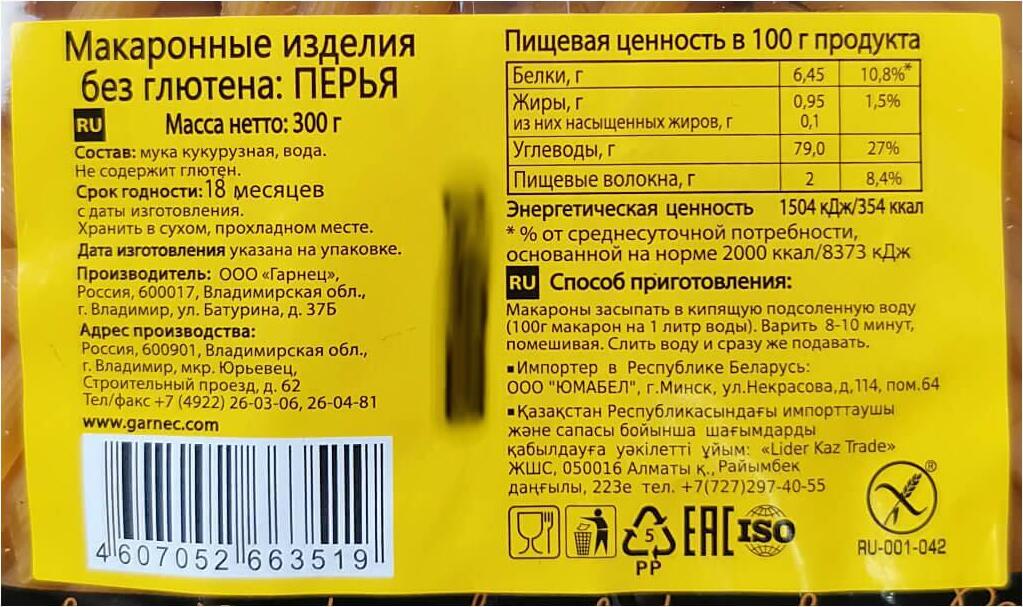 Макаронные изделия
без глютена: ПЕРЬЯ
RU Масса нетто: 300 г
Состав: мука кукурузная, вода.
Не содержит глютен.
Срок годности: 18 месяцев
с даты изготовления.
Хранить в сухом, прохладном месте.
Дата изготовления указана на упаковке.
Производитель: ООО «Гарнец»,
Россия, 600017, Владимирская обл.,
г. Владимир, ул. Батурина, д. 37Б
Адрес производства:
Россия, 600901, Владимирская обл.,
г. Владимир, мкр. Юрьевец,
Строительный проезд, д. 62
Тел/факс +7 (4922) 26-03-06, 26-04-81
www.garnec.com
4 607052 663519
Пищевая ценность в 100 г продукта
Белки, г 6,45 10,8%*
Жиры, г 0,95 1,5%
из них насыщенных жиров, г 0,1
Углеводы, г 79,0 27%
Пищевые волокна, г 2 8,4%
Энергетическая ценность 1504 кДж/354 ккал
* % от среднесуточной потребности,
основанной на норме 2000 ккал/8373 кДж
RU Способ приготовления:
Макароны засыпать в кипящую подсоленную воду
(100г макарон на 1 литр воды). Варить 8-10 минут,
помешивая. Слить воду и сразу же подавать.
▪Импортер в Республике Беларусь:
ООО "ЮМАБЕЛ", г.Минск, ул.Некрасова,д,114, пом.64
▪Қазақстан Республикасындағы импорттаушы
және сапасы бойынша шағымдарды
қабылдауға уәкілетті ұйым: «Lider Kaz Trade»
ЖШС, 050016 Алматы қ., Райымбек
даңғылы, 223е тел. +7(727)297-40-55
5
PP
EAC
ISO
®
RU-001-042